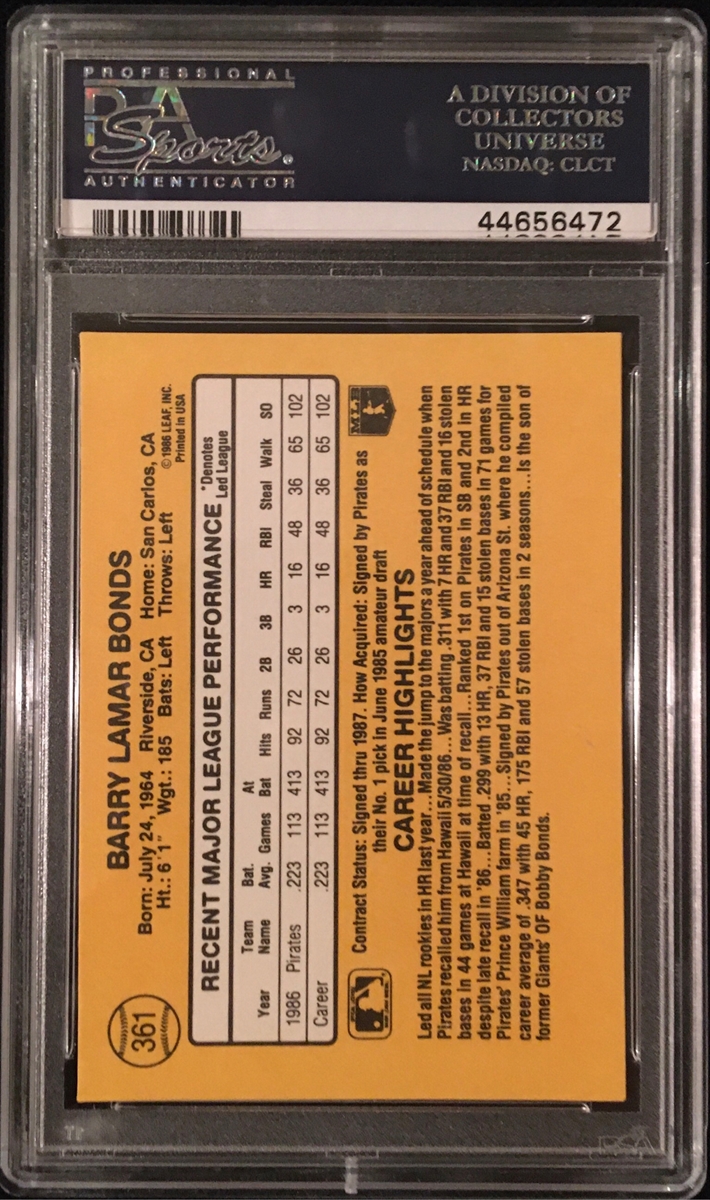 PROFESSIONAL
PSA
Sports
AUTHENTICATOR
A DIVISION OF
COLLECTORS
UNIVERSE
NASDAQ: CLCT
44656472
361
BARRY LAMAR BONDS
Born: July 24, 1964 Riverside, CA Home: San Carlos, CA
Ht.: 6'1" Wgt.: 185 Bats: Left Throws: Left
© 1986 LEAF, INC.
Printed in USA
RECENT MAJOR LEAGUE PERFORMANCE
*Denotes
Led League
Year Team Name Bat. Avg. Games At Bat Hits Runs 2B 3B HR RBI Steal Walk SO
1986 Pirates .223 113 413 92 72 26 3 16 48 36 65 102
Career .223 113 413 92 72 26 3 16 48 36 65 102
Contract Status: Signed thru 1987. How Acquired: Signed by Pirates as
their No. 1 pick in June 1985 amateur draft
MLB
CAREER HIGHLIGHTS
Led all NL rookies in HR last year...Made the jump to the majors a year ahead of schedule when
Pirates recalled him from Hawaii 5/30/86...Was batting .311 with 7 HR and 37 RBI and 16 stolen
bases in 44 games at Hawaii at time of recall...Ranked 1st on Pirates in SB and 2nd in HR
despite late recall in '86...Batted .299 with 13 HR, 37 RBI and 15 stolen bases in 71 games for
Pirates' Prince William farm in '85...Signed by Pirates out of Arizona St. where he compiled
career average of .347 with 45 HR, 175 RBI and 57 stolen bases in 2 seasons...Is the son of
former Giants' OF Bobby Bonds.
PSA